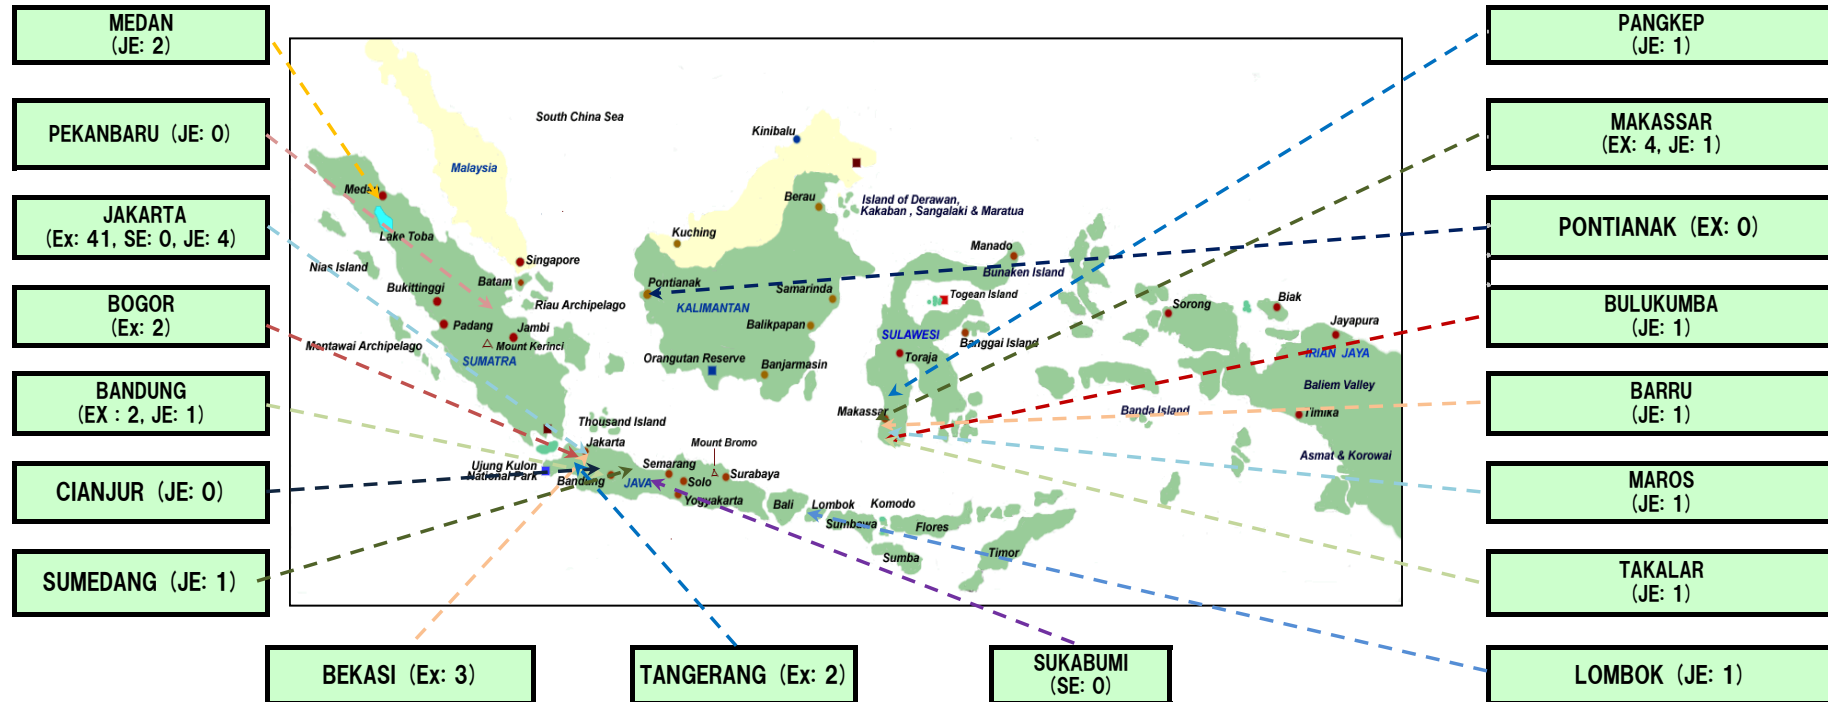 MEDAN
(JE: 2)
PEKANBARU (JE: 0)
JAKARTA
(Ex: 41, SE: 0, JE: 4)
BOGOR
(Ex: 2)
BANDUNG
(EX : 2, JE: 1)
CIANJUR (JE: 0)
SUMEDANG (JE: 1)
BEKASI (Ex: 3)
TANGERANG (Ex: 2)
SUKABUMI
(SE: 0)
PANGKEP
(JE: 1)
MAKASSAR
(EX: 4, JE: 1)
PONTIANAK (EX: 0)
BULUKUMBA
(JE: 1)
BARRU
(JE: 1)
MAROS
(JE: 1)
TAKALAR
(JE: 1)
LOMBOK (JE: 1)
South China Sea
Kinibalu
Malaysia
Medan
Berau
Island of Derawan,
Kakaban , Sangalaki & Maratua
Lake Toba
Kuching
Manado
Singapore
Nias Island
Bunaken Island
Batam
Bukittinggi
Pontianak
Samarinda
Togean Island
Riau Archipelago
KALIMANTAN
Sorong
Biak
Padang
Jambi
Balikpapan
SULAWESI
Jayapura
Mentawai Archipelago
Mount Kerinci
Banggai Island
IRIAN JAYA
SUMATRA
Orangutan Reserve
Banjarmasin
Toraja
Baliem Valley
Makassar
Banda Island
Timika
Thousand Island
Jakarta
Mount Bromo
Asmat & Korowai
Ujung Kulon
National Park
Semarang
Surabaya
Bandung
JAVA
Solo
Yogyakarta
Bali
Lombok
Komodo
Sumbawa
Flores
Sumba
Timor